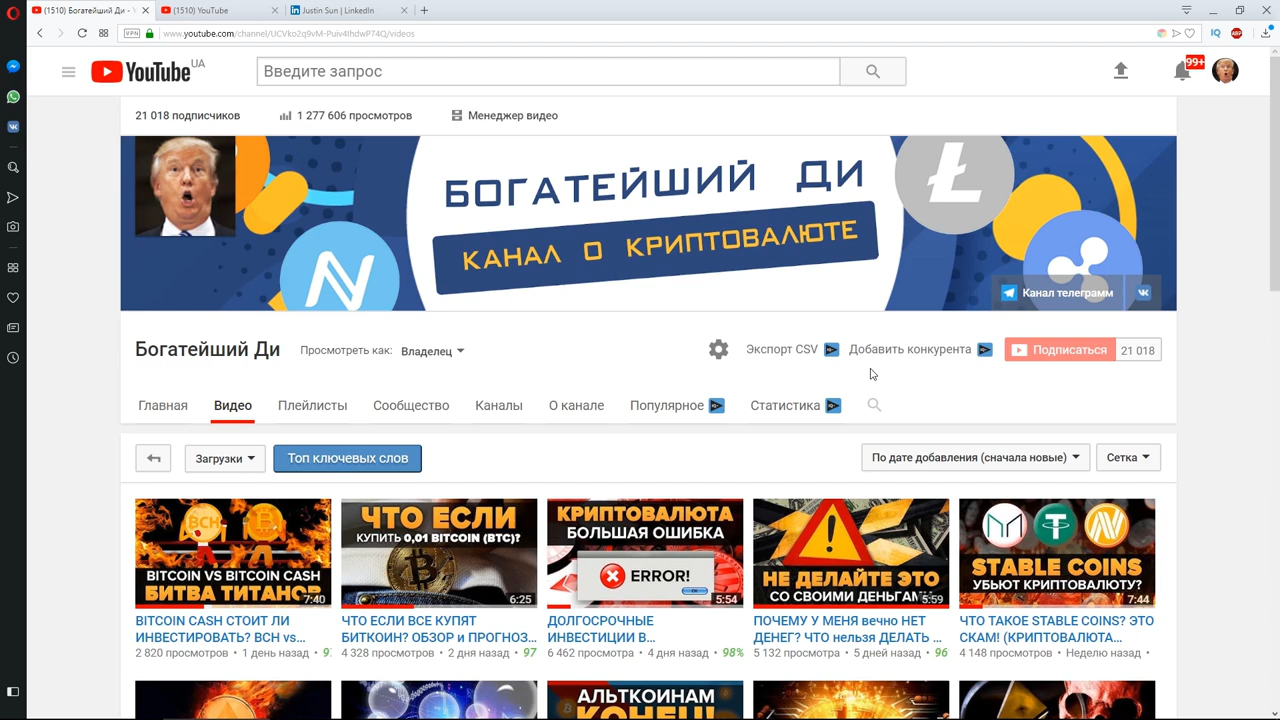 (1510) Богатейший Ди -
(1510) YouTube
Justin Sun | LinkedIn
VPN
www.youtube.com/channel/UCVko2q9vM-Puiv4IhdwP74Q/videos
IQ
ABP
YouTube UA
Введите запрос
99+
21 018 подписчиков
1 277 606 просмотров
Менеджер видео
БОГАТЕЙШИЙ ДИ
КАНАЛ О КРИПТОВАЛЮТЕ
Канал телеграмм
Богатейший Ди
Просмотреть как: Владелец
Экспорт CSV
Добавить конкурента
Подписаться
21 018
Главная
Видео
Плейлисты
Сообщество
Каналы
О канале
Популярное
Статистика
Загрузки
Топ ключевых слов
По дате добавления (сначала новые)
Сетка
BCH
BITCOIN VS BITCOIN CASH
БИТВА ТИТАНОВ
7:40
BITCOIN CASH СТОИТ ЛИ
ИНВЕСТИРОВАТЬ? BCH vs...
2 820 просмотров • 1 день назад •
ЧТО ЕСЛИ
КУПИТЬ 0,01 BITCOIN (BTC)?
6:25
ЧТО ЕСЛИ ВСЕ КУПЯТ
БИТКОИН? ОБЗОР и ПРОГНОЗ...
4 328 просмотров • 2 дня назад • 97
КРИПТОВАЛЮТА
БОЛЬШАЯ ОШИБКА
ERROR!
5:54
ДОЛГОСРОЧНЫЕ
ИНВЕСТИЦИИ В...
6 462 просмотра • 4 дня назад • 98%
НЕ ДЕЛАЙТЕ ЭТО
СО СВОИМИ ДЕНЬГАМИ
5:59
ПОЧЕМУ У МЕНЯ вечно НЕТ
ДЕНЕГ? ЧТО нельзя ДЕЛАТЬ ...
5 132 просмотра • 5 дней назад • 96
STABLE COINS
УБЬЮТ КРИПТОВАЛЮТУ?
7:44
ЧТО ТАКОЕ STABLE COINS? ЭТО
СКАМ! (КРИПТОВАЛЮТА...
4 148 просмотров • Неделю назад •
АЛЬТКОИНАМ
КОНЕЦ!